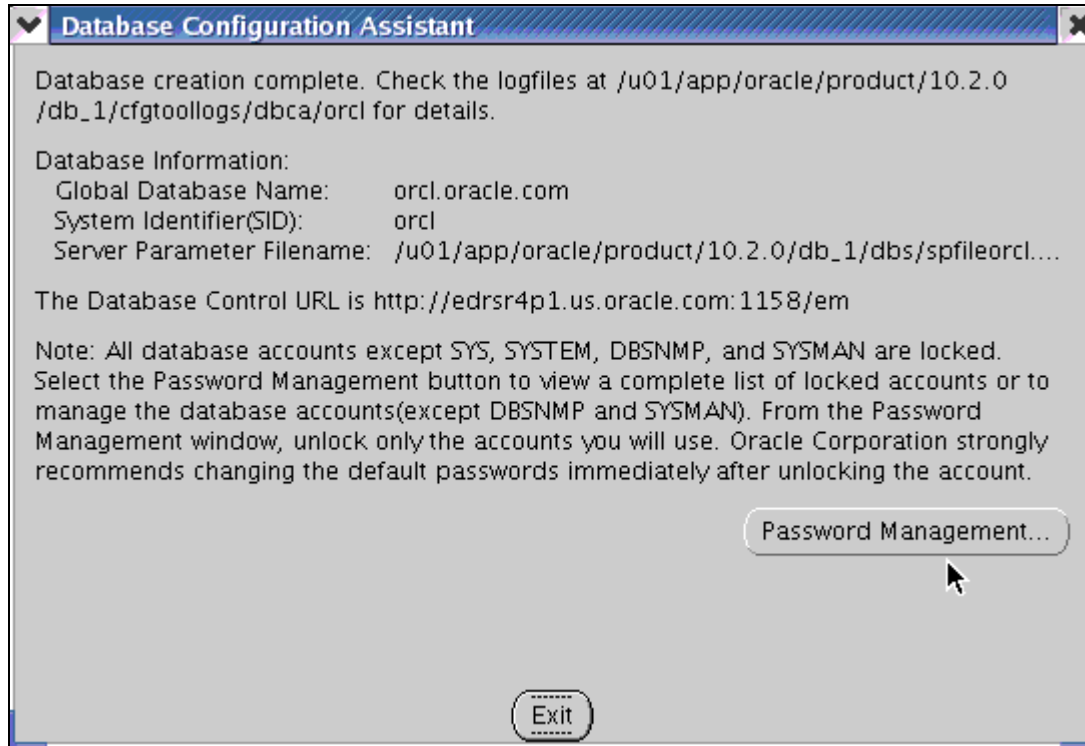 Database Configuration Assistant
Database creation complete. Check the logfiles at /u01/app/oracle/product/10.2.0
/db_1/cfgtoollogs/dbca/orcl for details.
Database Information:
Global Database Name: orcl.oracle.com
System Identifier(SID): orcl
Server Parameter Filename: /u01/app/oracle/product/10.2.0/db_1/dbs/spfileorcl....
The Database Control URL is http://edrsr4p1.us.oracle.com:1158/em
Note: All database accounts except SYS, SYSTEM, DBSNMP, and SYSMAN are locked.
Select the Password Management button to view a complete list of locked accounts or to
manage the database accounts(except DBSNMP and SYSMAN). From the Password
Management window, unlock only the accounts you will use. Oracle Corporation strongly
recommends changing the default passwords immediately after unlocking the account.
Password Management...
Exit